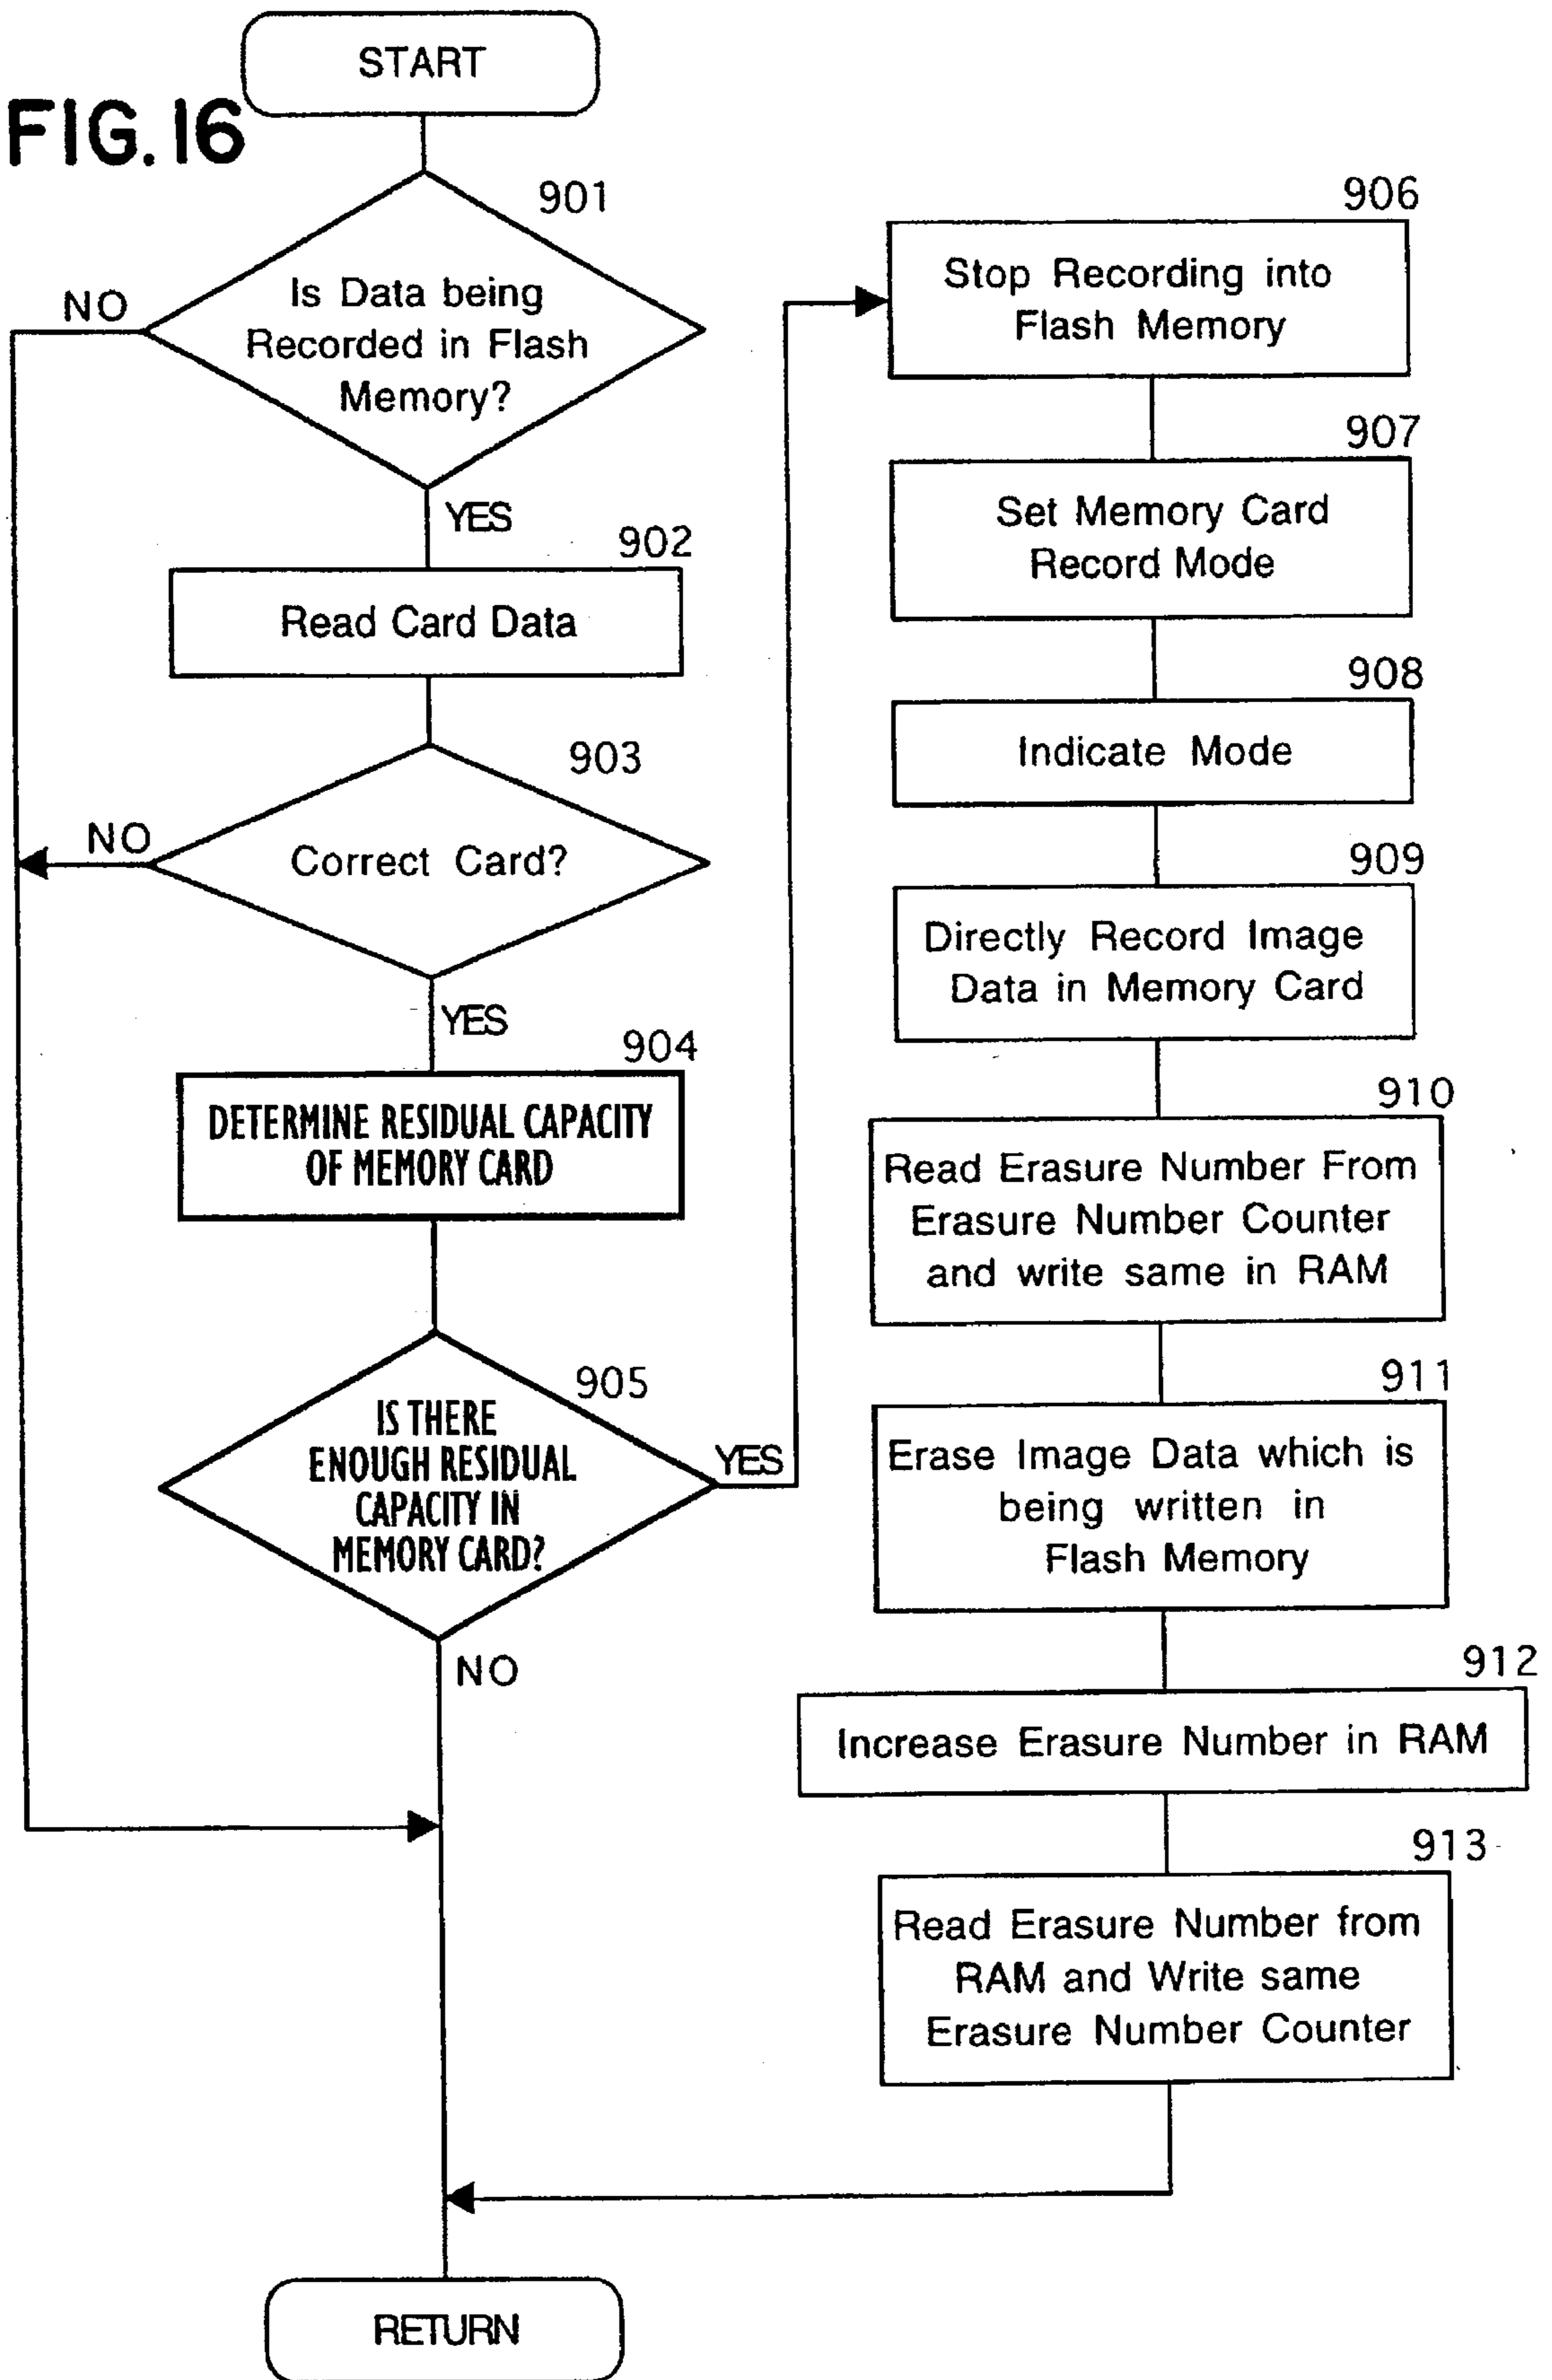 START
FIG.16
901
NO
Is Data being
Recorded in Flash
Memory?
YES
902
Read Card Data
903
NO
Correct Card?
YES
904
DETERMINE RESIDUAL CAPACITY
OF MEMORY CARD
905
IS THERE
ENOUGH RESIDUAL
CAPACITY IN
MEMORY CARD?
YES
NO
906
Stop Recording into
Flash Memory
907
Set Memory Card
Record Mode
908
Indicate Mode
909
Directly Record Image
Data in Memory Card
910
Read Erasure Number From
Erasure Number Counter
and write same in RAM
911
Erase Image Data which is
being written in
Flash Memory
912
Increase Erasure Number in RAM
913
Read Erasure Number from
RAM and Write same
Erasure Number Counter
RETURN